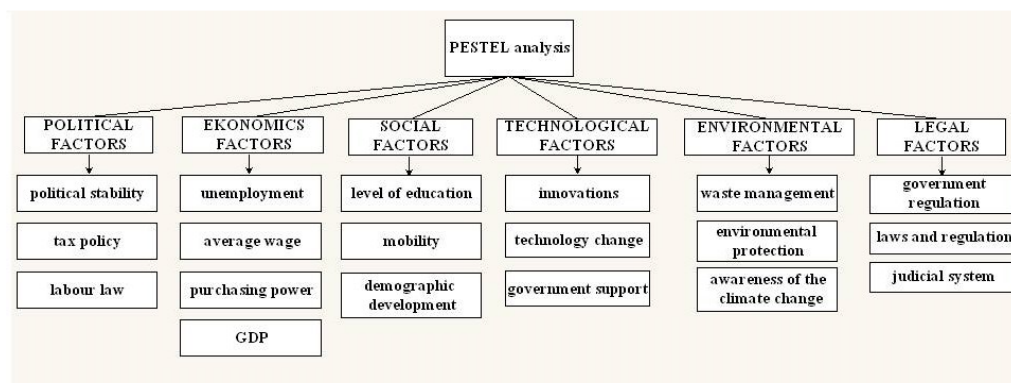 PESTEL analysis
POLITICAL
FACTORS
EKONOMICS
FACTORS
SOCIAL
FACTORS
TECHNOLOGICAL
FACTORS
ENVIRONMENTAL
FACTORS
LEGAL
FACTORS
political stability
tax policy
labour law
unemployment
average wage
purchasing power
GDP
level of education
mobility
demographic
development
innovations
technology change
government support
waste management
environmental
protection
awareness of the
climate change
government
regulation
laws and regulation
judicial system